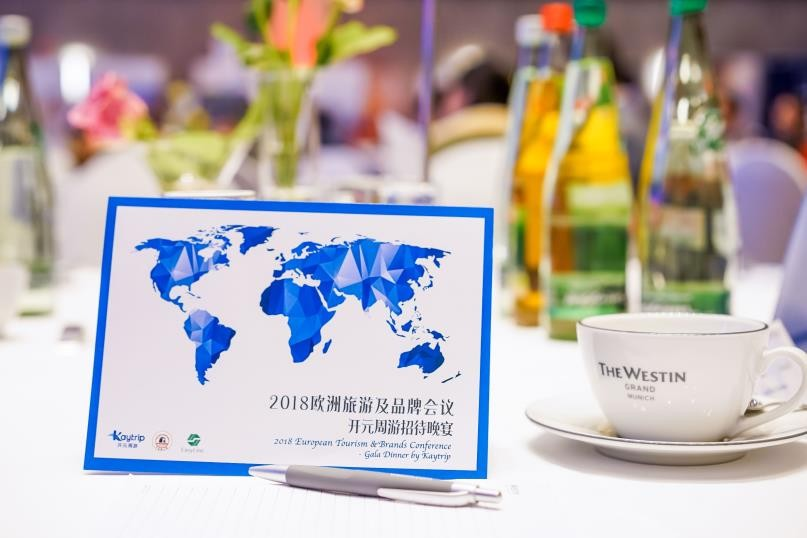 2018欧洲旅游及品牌会议
开元周游招待晚宴
2018 European Tourism & Brands Conference
- Gala Dinner by Kaytrip
Kaytrip
开元周游
THE WESTIN
GRAND
MUNICH